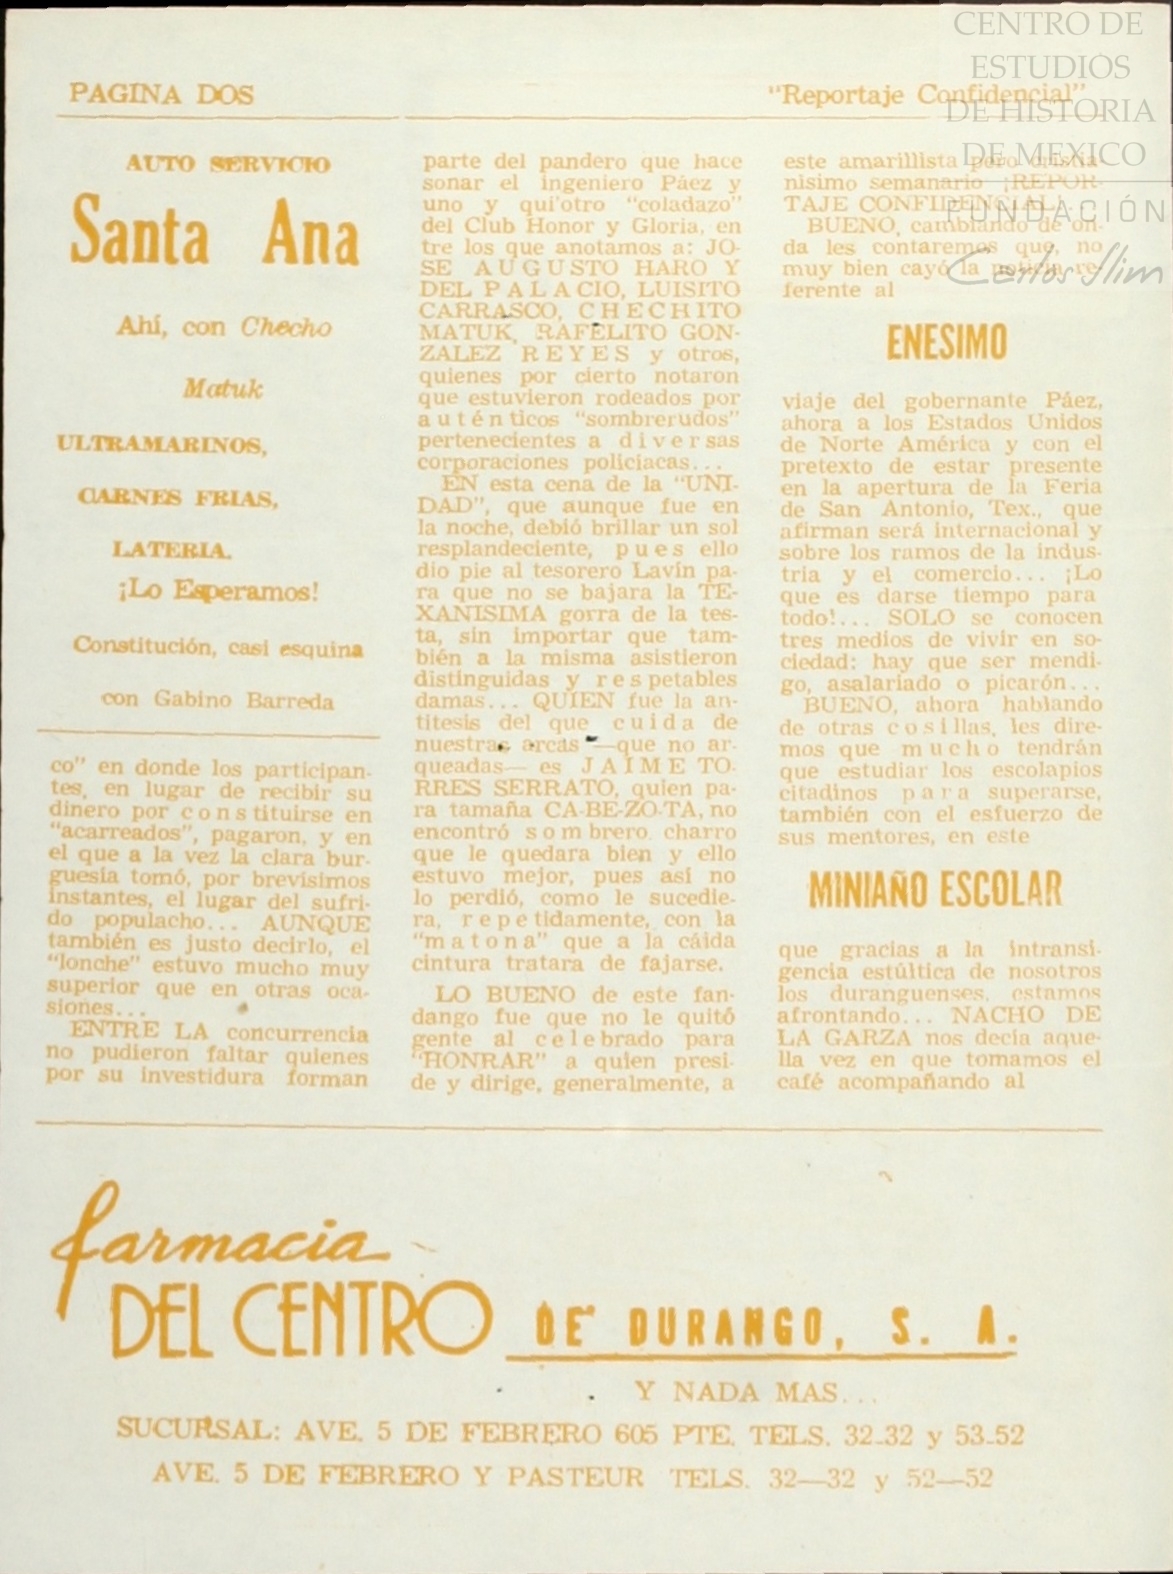 PAGINA DOS
"Reportaje Confidencial"
CENTRO DE
ESTUDIOS
DE HISTORIA
DE MEXICO
FUNDACIÓN
Carlos Slim
AUTO SERVICIO
Santa Ana
Ahí, con Checho
Matuk
ULTRAMARINOS,
CARNES FRIAS,
LATERIA.
¡Lo Esperamos!
Constitución, casi esquina
con Gabino Barreda
co" en donde los participan-
tes, en lugar de recibir su
dinero por constituirse en
"acarreados", pagaron, y en
el que a la vez la clara bur-
guesía tomó, por brevísimos
instantes, el lugar del sufri-
do populacho... AUNQUE
también es justo decirlo, el
"lonche" estuvo mucho muy
superior que en otras oca-
siones...
ENTRE LA concurrencia
no pudieron faltar quienes
por su investidura forman
parte del pandero que hace
sonar el ingeniero Páez y
uno y qui'otro "coladazo"
del Club Honor y Gloria, en
tre los que anotamos a: JO-
SE AUGUSTO HARO Y
DEL PALACIO, LUISITO
CARRASCO, CHECHITO
MATUK, RAFELITO GON-
ZALEZ REYES y otros,
quienes por cierto notaron
que estuvieron rodeados por
auténticos "sombrerudos"
pertenecientes a diversas
corporaciones policiacas...
EN esta cena de la "UNI-
DAD", que aunque fue en
la noche, debió brillar un sol
resplandeciente, pues ello
dio pie al tesorero Lavín pa-
ra que no se bajara la TE-
XANISIMA gorra de la tes-
ta, sin importar que tam-
bién a la misma asistieron
distinguidas y respetables
damas... QUIEN fue la an-
títesis del que cuida de
nuestras arcas —que no ar-
queadas— es JAIME TO-
RRES SERRATO, quien pa-
ra tamaña CA-BE-ZO-TA, no
encontró sombrero charro
que le quedara bien y ello
estuvo mejor, pues así no
lo perdió, como le sucedie-
ra, repetidamente, con la
"matona" que a la cáida
cintura tratara de fajarse.
LO BUENO de este fan-
dango fue que no le quitó
gente al celebrado para
"HONRAR" a quien presi-
de y dirige, generalmente, a
este amarillista pero cristia-
nísimo semanario ¡REPOR-
TAJE CONFIDENCIAL!...
BUENO, cambiando de on-
da les contaremos que, no
muy bien cayó la noticia re-
ferente al
ENESIMO
viaje del gobernante Páez,
ahora a los Estados Unidos
de Norte América y con el
pretexto de estar presente
en la apertura de la Feria
de San Antonio, Tex., que
afirman será internacional y
sobre los ramos de la indus-
tria y el comercio... ¡Lo
que es darse tiempo para
todo!... SOLO se conocen
tres medios de vivir en so-
ciedad: hay que ser mendi-
go, asalariado o picarón...
BUENO, ahora hablando
de otras cosillas, les dire-
mos que mucho tendrán
que estudiar los escolapios
citadinos para superarse,
también con el esfuerzo de
sus mentores, en este
MINIAÑO ESCOLAR
que gracias a la intransi-
gencia estúltica de nosotros
los duranguenses, estamos
afrontando... NACHO DE
LA GARZA nos decía aque-
lla vez en que tomamos el
café acompañando al
farmacia
DEL CENTRO DE DURANGO, S. A.
Y NADA MAS...
SUCURSAL: AVE. 5 DE FEBRERO 605 PTE. TELS. 32-32 y 53-52
AVE. 5 DE FEBRERO Y PASTEUR TELS. 32—32 y 52—52